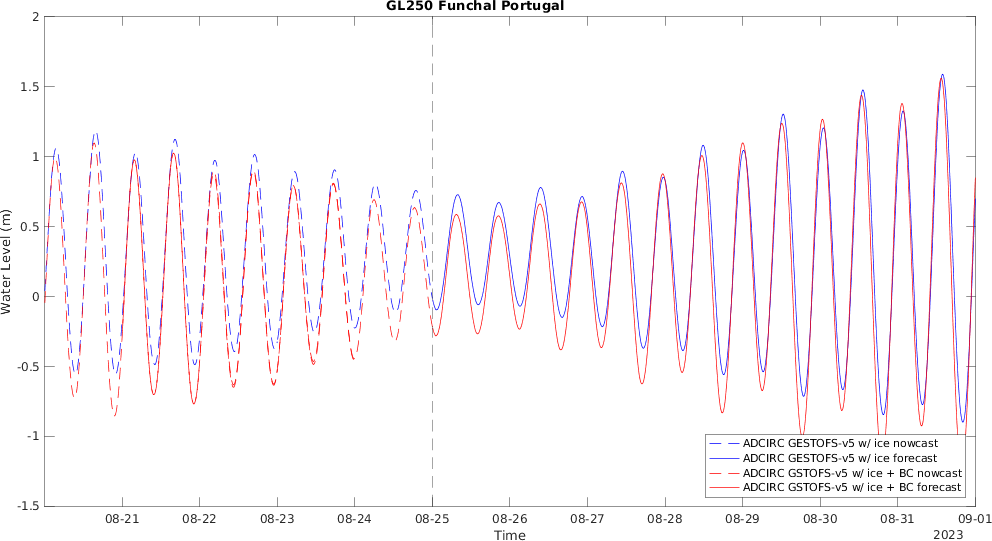 GL250 Funchal Portugal
2
1.5
1
0.5
0
-0.5
-1
-1.5
Water Level (m)
ADCIRC GESTOFS-v5 w/ ice nowcast
ADCIRC GESTOFS-v5 w/ ice forecast
ADCIRC GSTOFS-v5 w/ ice + BC nowcast
ADCIRC GSTOFS-v5 w/ ice + BC forecast
08-21 08-22 08-23 08-24 08-25 08-26 08-27 08-28 08-29 08-30 08-31 09-01
Time
2023